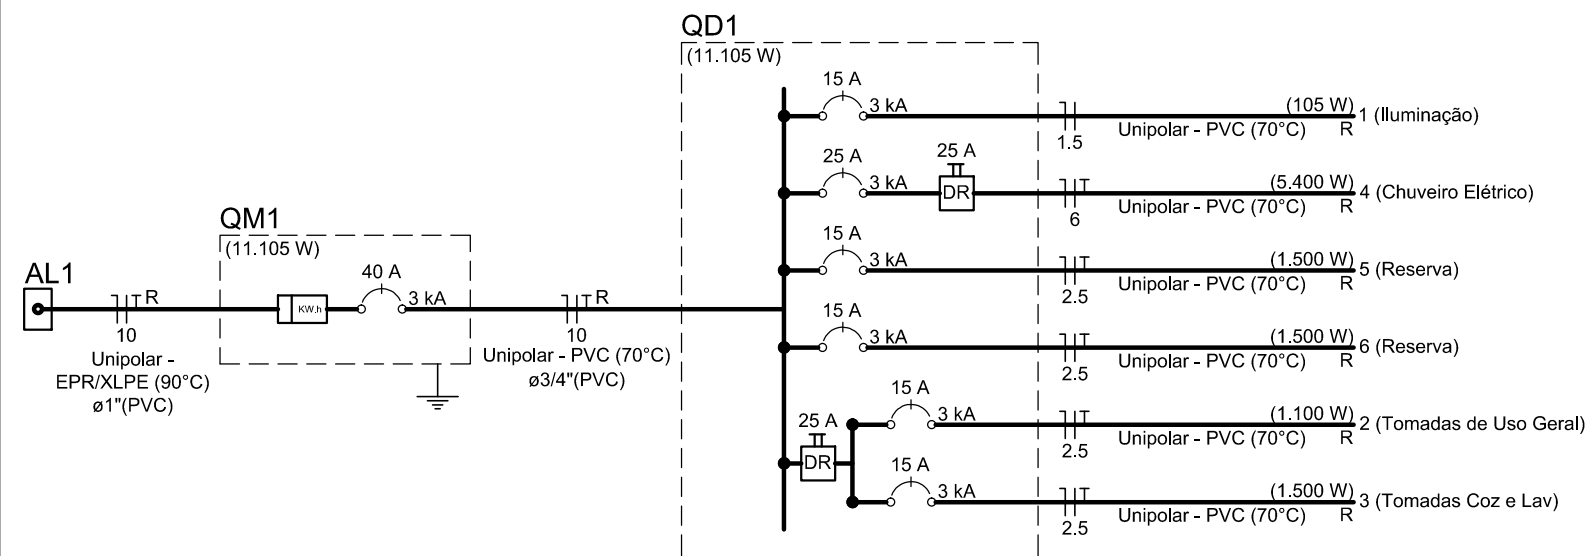 QD1
(11.105 W)
15 A
3 kA
(105 W)
1 (Iluminação)
1.5
Unipolar - PVC (70°C)
R
25 A
3 kA
25 A
DR
(5.400 W)
4 (Chuveiro Elétrico)
6
Unipolar - PVC (70°C)
R
15 A
3 kA
(1.500 W)
5 (Reserva)
2.5
Unipolar - PVC (70°C)
R
15 A
3 kA
(1.500 W)
6 (Reserva)
2.5
Unipolar - PVC (70°C)
R
25 A
DR
15 A
3 kA
(1.100 W)
2 (Tomadas de Uso Geral)
2.5
Unipolar - PVC (70°C)
R
15 A
3 kA
(1.500 W)
3 (Tomadas Coz e Lav)
2.5
Unipolar - PVC (70°C)
R
QM1
(11.105 W)
KW.h
40 A
3 kA
AL1
R
10
Unipolar -
EPR/XLPE (90°C)
ø1"(PVC)
R
10
Unipolar - PVC (70°C)
ø3/4"(PVC)